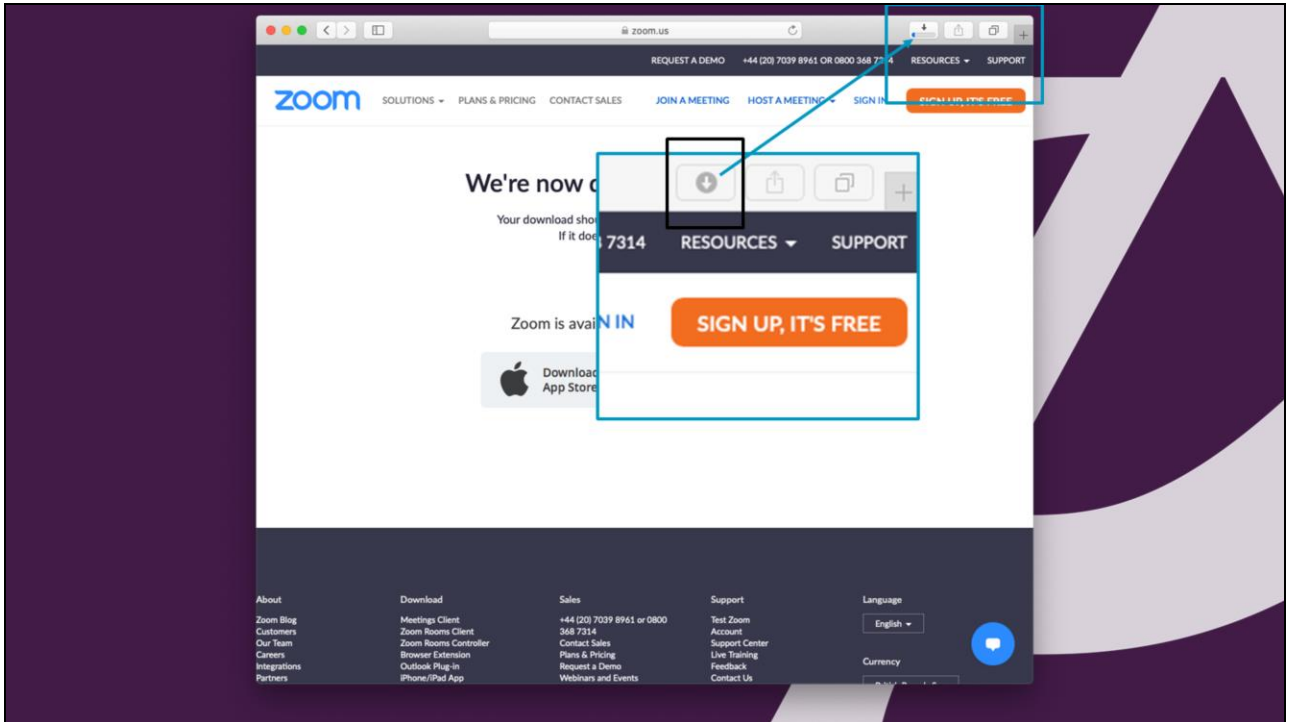 zoom.us
REQUEST A DEMO +44 (20) 7039 8961 OR 0800 368 7314 RESOURCES SUPPORT
zoom SOLUTIONS PLANS & PRICING CONTACT SALES JOIN A MEETING HOST A MEETING SIGN IN SIGN UP, IT'S FREE
We're now
Your download
If it
7314 RESOURCES SUPPORT
Zoom is
N IN SIGN UP, IT'S FREE
Download
App Store
About Download Sales Support Language
Zoom Blog Meetings Client +44 (20) 7039 8961 or 0800 Test Zoom English
Customers Zoom Rooms Client 368 7314 Account
Our Team Zoom Rooms Controller Contact Sales Support Center
Careers Browser Extension Plans & Pricing Live Training Currency
Integrations Outlook Plug-in Request a Demo Feedback
Partners iPhone/iPad App Webinars and Events Contact Us